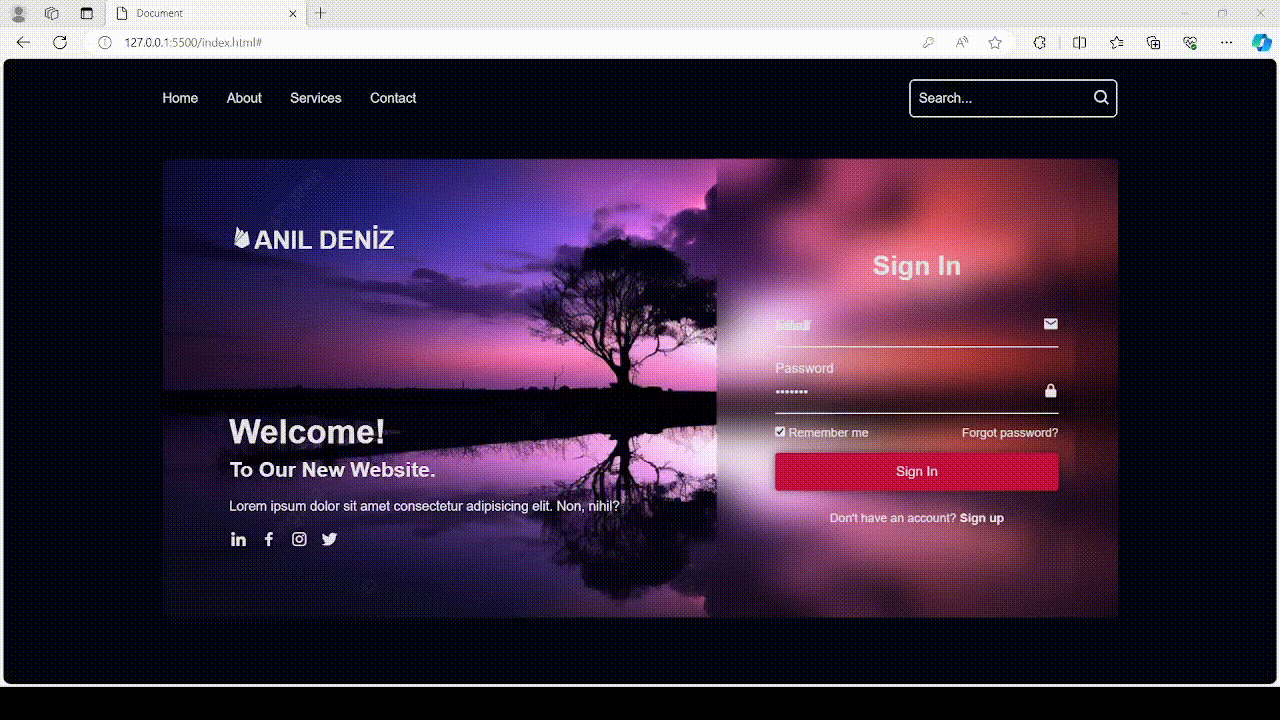 Document
127.0.0.1:5500/index.html#
Home About Services Contact
Search...
ANIL DENİZ
Sign In
Password
Remember me Forgot password?
Sign In
Don't have an account? Sign up
Welcome!
To Our New Website.
Lorem ipsum dolor sit amet consectetur adipisicing elit. Non, nihil?